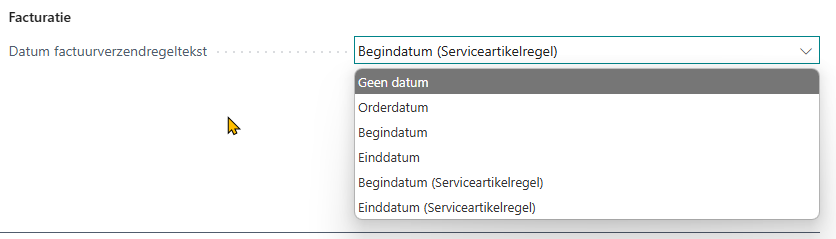 Facturatie
Datum factuurverzendregeltekst
Begindatum (Serviceartikelregel)
Geen datum
Orderdatum
Begindatum
Einddatum
Begindatum (Serviceartikelregel)
Einddatum (Serviceartikelregel)